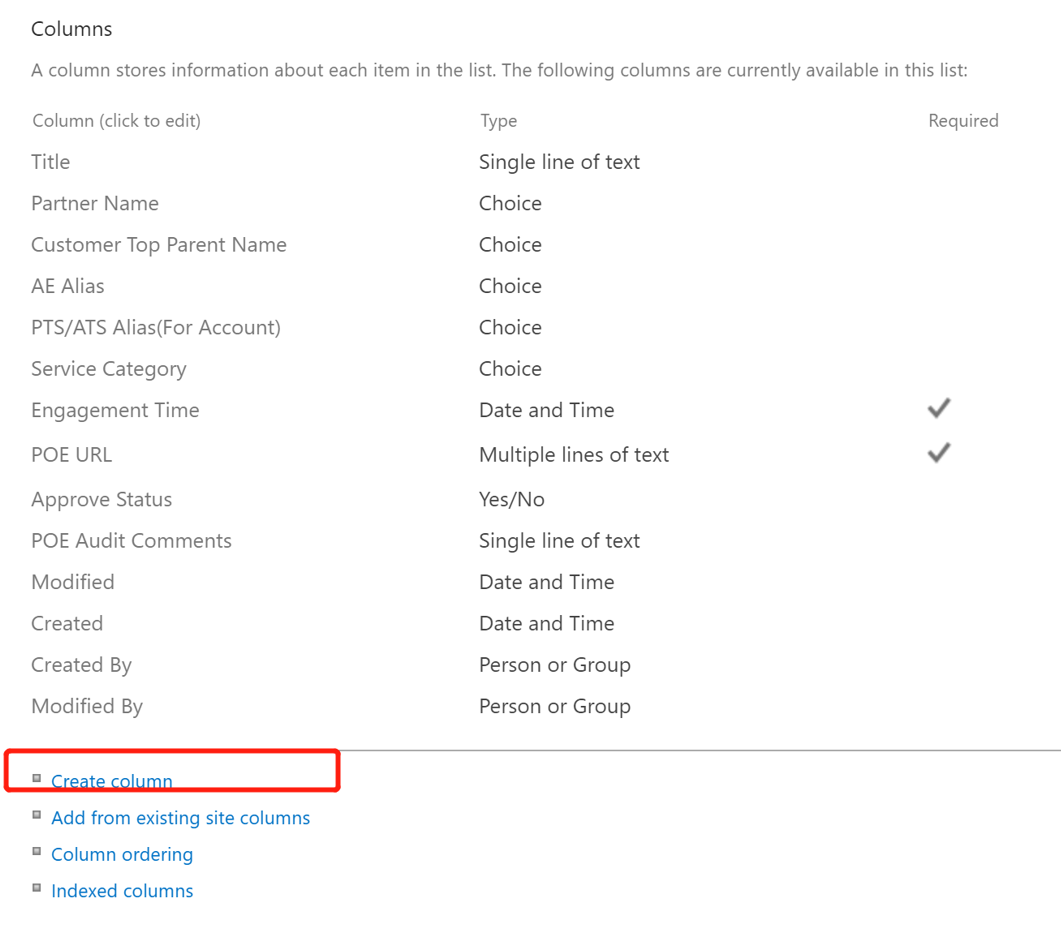 Columns
A column stores information about each item in the list. The following columns are currently available in this list:
Column (click to edit) Type Required
Title Single line of text
Partner Name Choice
Customer Top Parent Name Choice
AE Alias Choice
PTS/ATS Alias(For Account) Choice
Service Category Choice
Engagement Time Date and Time
POE URL Multiple lines of text
Approve Status Yes/No
POE Audit Comments Single line of text
Modified Date and Time
Created Date and Time
Created By Person or Group
Modified By Person or Group
Create column
Add from existing site columns
Column ordering
Indexed columns